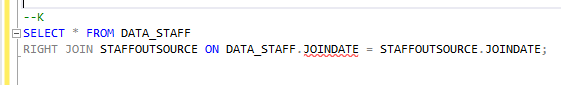 --K
SELECT * FROM DATA_STAFF
RIGHT JOIN STAFFOUTSOURCE ON DATA_STAFF.JOINDATE = STAFFOUTSOURCE.JOINDATE;